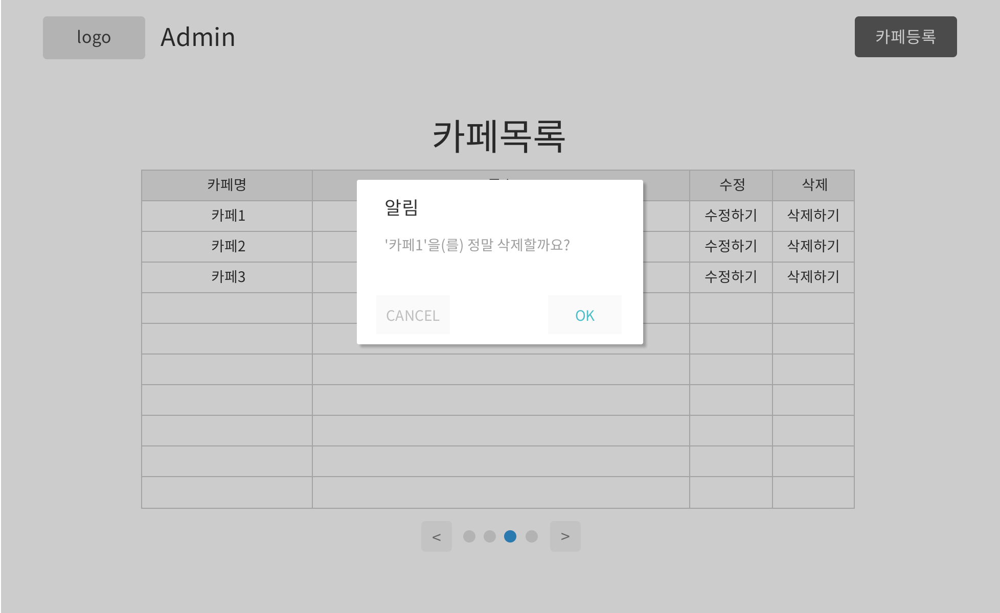 logo
Admin
카페등록
카페목록
카페명
수정
삭제
카페1
수정하기
삭제하기
카페2
수정하기
삭제하기
카페3
수정하기
삭제하기
알림
'카페1'을(를) 정말 삭제할까요?
CANCEL
OK
<
>